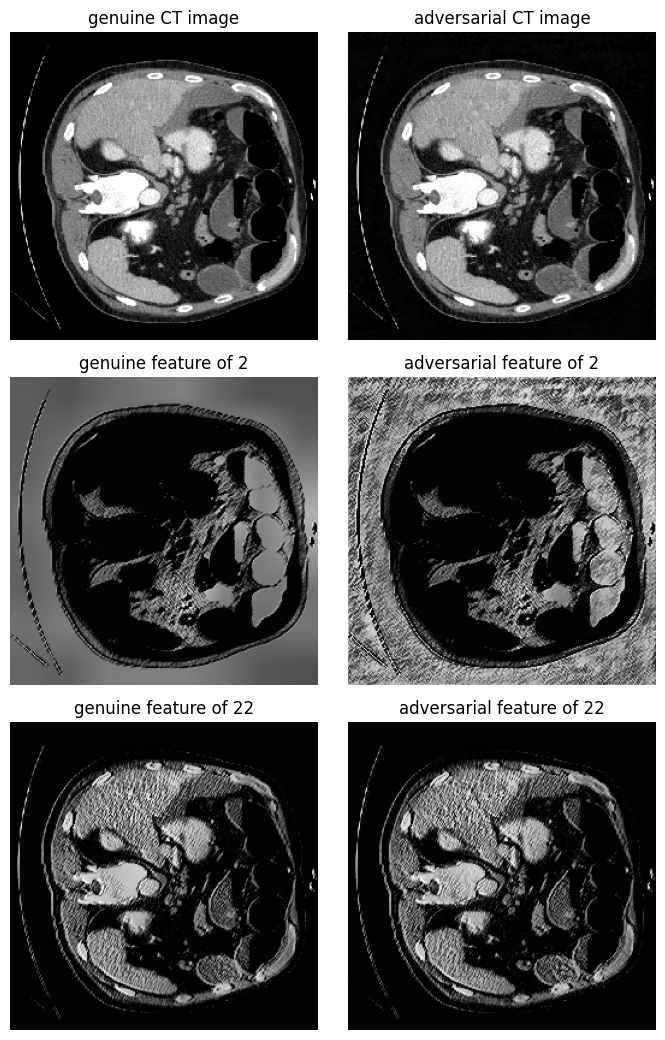 genuine CT image
adversarial CT image
genuine feature of 2
adversarial feature of 2
genuine feature of 22
adversarial feature of 22